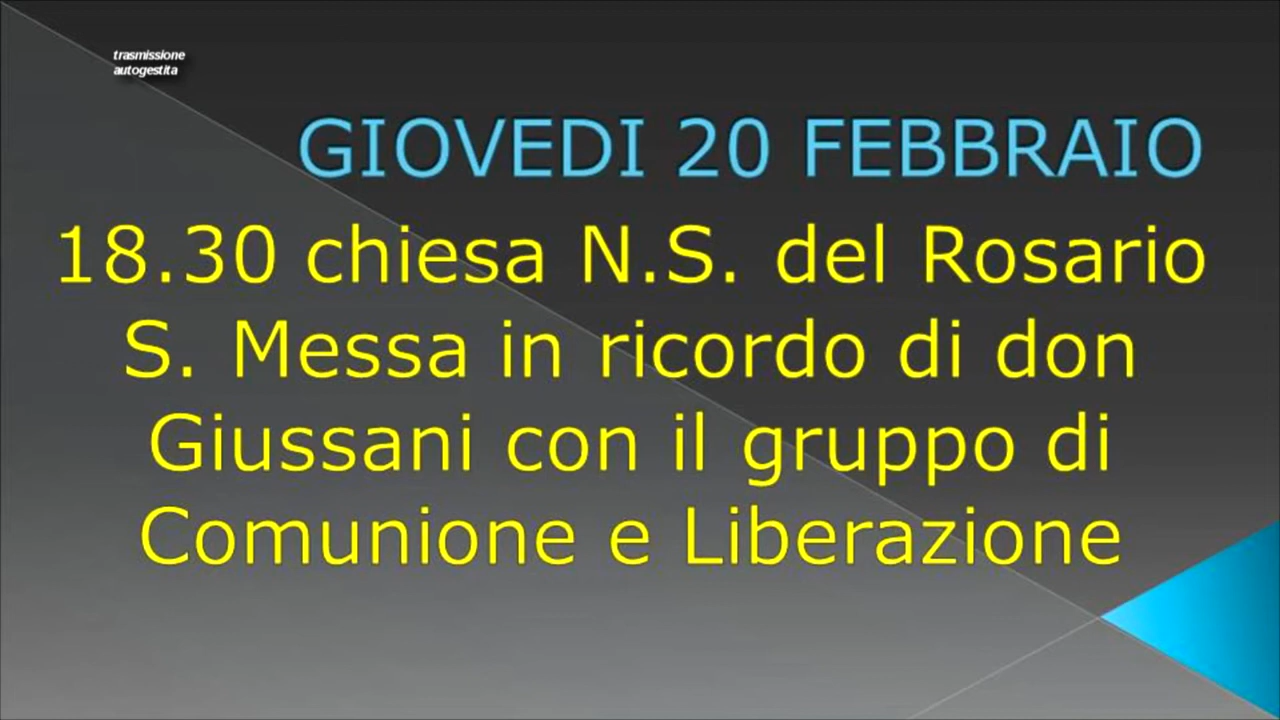 trasmissione
autogestita
GIOVEDI 20 FEBBRAIO
18.30 chiesa N.S. del Rosario
S. Messa in ricordo di don
Giussani con il gruppo di
Comunione e Liberazione